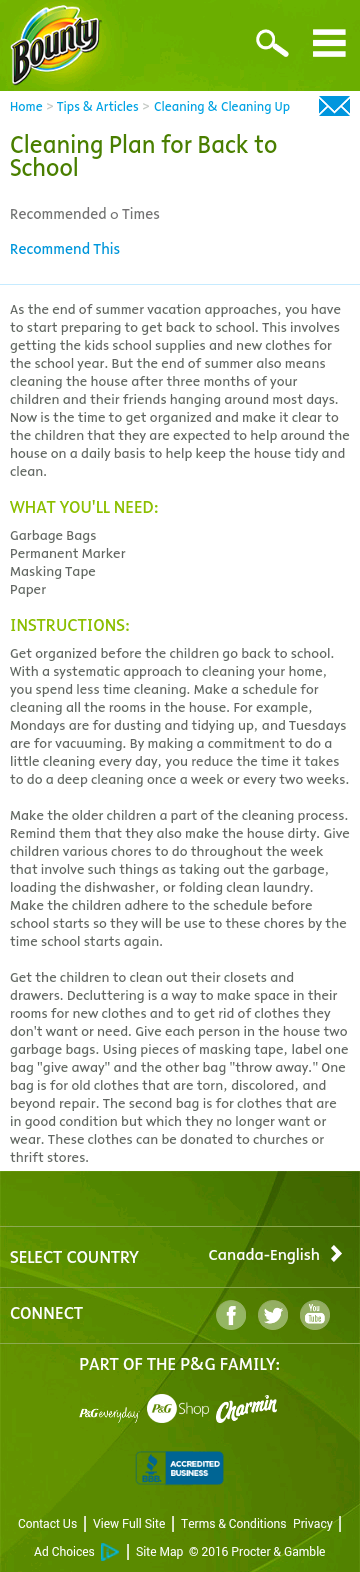 Bounty
Home > Tips & Articles > Cleaning & Cleaning Up
Cleaning Plan for Back to
School
Recommended 0 Times
Recommend This
As the end of summer vacation approaches, you have
to start preparing to get back to school. This involves
getting the kids school supplies and new clothes for
the school year. But the end of summer also means
cleaning the house after three months of your
children and their friends hanging around most days.
Now is the time to get organized and make it clear to
the children that they are expected to help around the
house on a daily basis to help keep the house tidy and
clean.
WHAT YOU'LL NEED:
Garbage Bags
Permanent Marker
Masking Tape
Paper
INSTRUCTIONS:
Get organized before the children go back to school.
With a systematic approach to cleaning your home,
you spend less time cleaning. Make a schedule for
cleaning all the rooms in the house. For example,
Mondays are for dusting and tidying up, and Tuesdays
are for vacuuming. By making a commitment to do a
little cleaning every day, you reduce the time it takes
to do a deep cleaning once a week or every two weeks.
Make the older children a part of the cleaning process.
Remind them that they also make the house dirty. Give
children various chores to do throughout the week
that involve such things as taking out the garbage,
loading the dishwasher, or folding clean laundry.
Make the children adhere to the schedule before
school starts so they will be use to these chores by the
time school starts again.
Get the children to clean out their closets and
drawers. Decluttering is a way to make space in their
rooms for new clothes and to get rid of clothes they
don't want or need. Give each person in the house two
garbage bags. Using pieces of masking tape, label one
bag "give away" and the other bag "throw away." One
bag is for old clothes that are torn, discolored, and
beyond repair. The second bag is for clothes that are
in good condition but which they no longer want or
wear. These clothes can be donated to churches or
thrift stores.
SELECT COUNTRY Canada-English
CONNECT f You Tube
PART OF THE P&G FAMILY:
P&G everyday P&G Shop Charmin
BBB ACCREDITED BUSINESS
Contact Us | View Full Site | Terms & Conditions Privacy |
Ad Choices | Site Map © 2016 Procter & Gamble